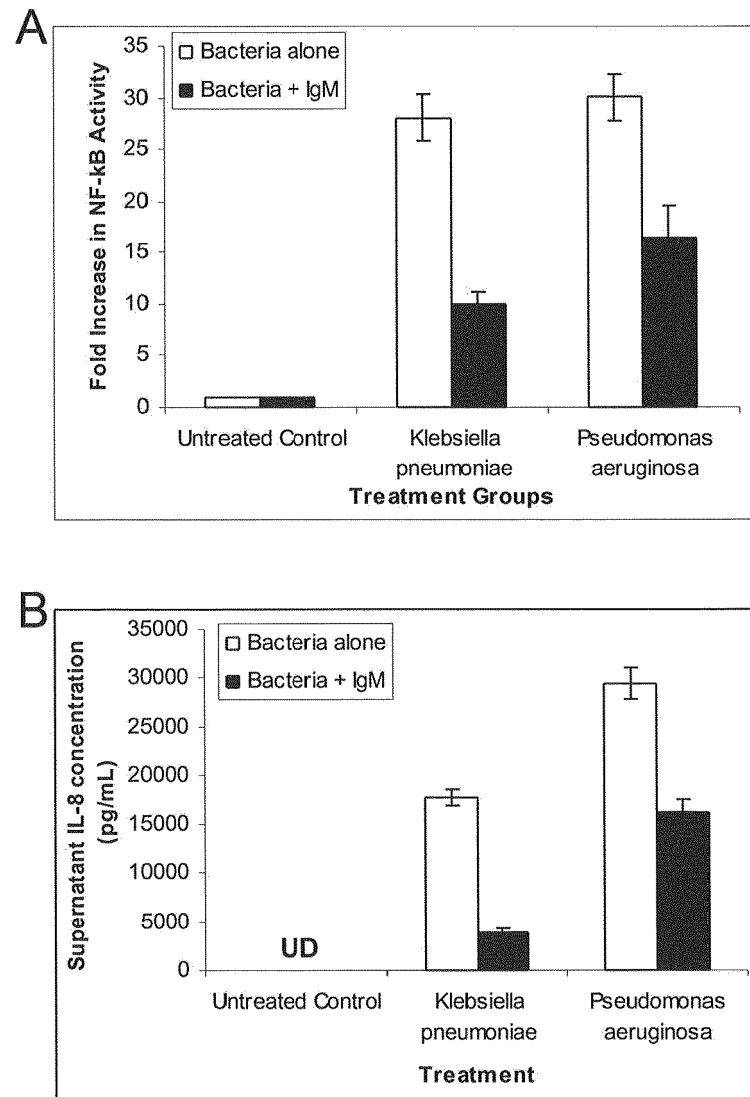 A
Fold Increase in NF-kB Activity
35
30
25
20
15
10
5
0
Bacteria alone
Bacteria + IgM
Untreated Control
Klebsiella
pneumoniae
Pseudomonas
aeruginosa
Treatment Groups
B
Supernatant IL-8 concentration
(pg/mL)
35000
30000
25000
20000
15000
10000
5000
0
Bacteria alone
Bacteria + IgM
UD
Untreated Control
Klebsiella
pneumoniae
Pseudomonas
aeruginosa
Treatment